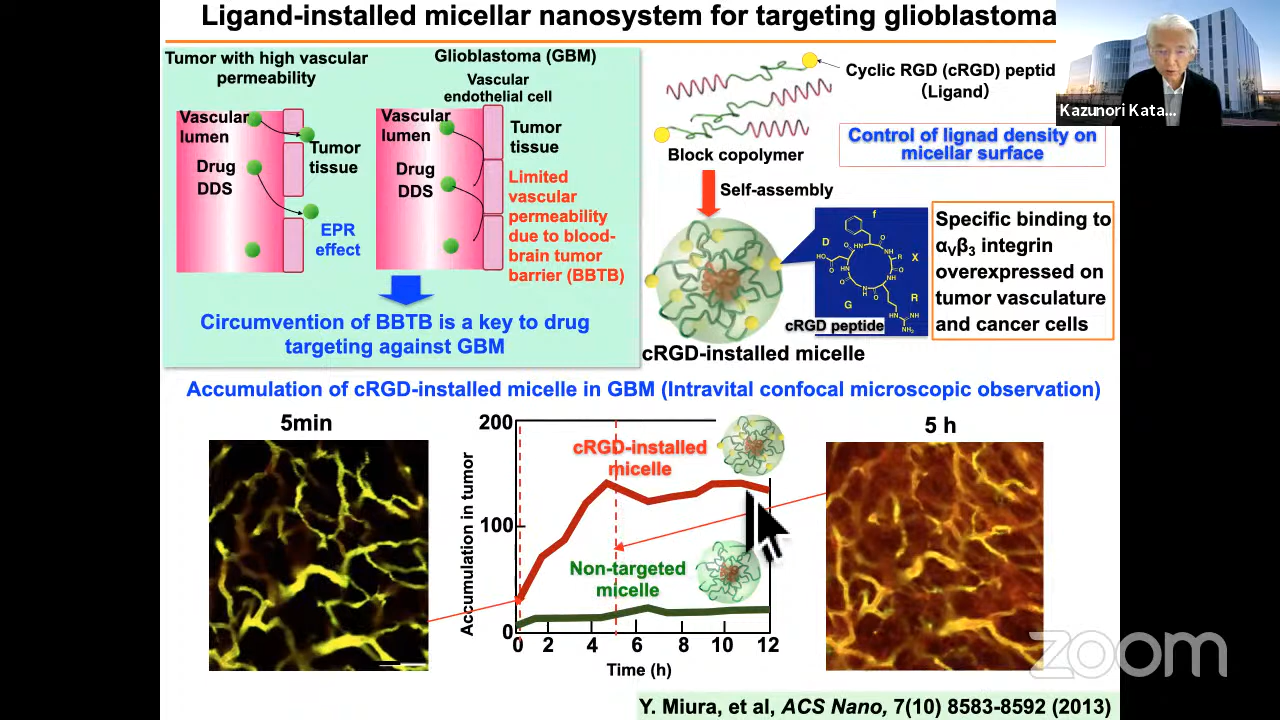 Ligand-installed micellar nanosystem for targeting glioblastoma
Tumor with high vascular
permeability
Vascular
lumen
Drug
DDS
Tumor
tissue
EPR
effect
Glioblastoma (GBM)
Vascular
endothelial cell
Vascular
lumen
Drug
DDS
Tumor
tissue
Limited
vascular
permeability
due to blood-
brain tumor
barrier (BBTB)
Circumvention of BBTB is a key to drug
targeting against GBM
Cyclic RGD (cRGD) peptid
(Ligand)
Kazunori Kata...
Block copolymer
Control of lignad density on
micellar surface
Self-assembly
f
D
X
R
G
HO
O
NH
HN
N
H
NH₂
cRGD peptide
cRGD-installed micelle
Specific binding to
αvβ3 integrin
overexpressed on
tumor vasculature
and cancer cells
Accumulation of cRGD-installed micelle in GBM (Intravital confocal microscopic observation)
5min
Accumulation in tumor
200
100
0
cRGD-installed
micelle
Non-targeted
micelle
0 2 4 6 8 10 12
Time (h)
5 h
zoom
Y. Miura, et al, ACS Nano, 7(10) 8583-8592 (2013)